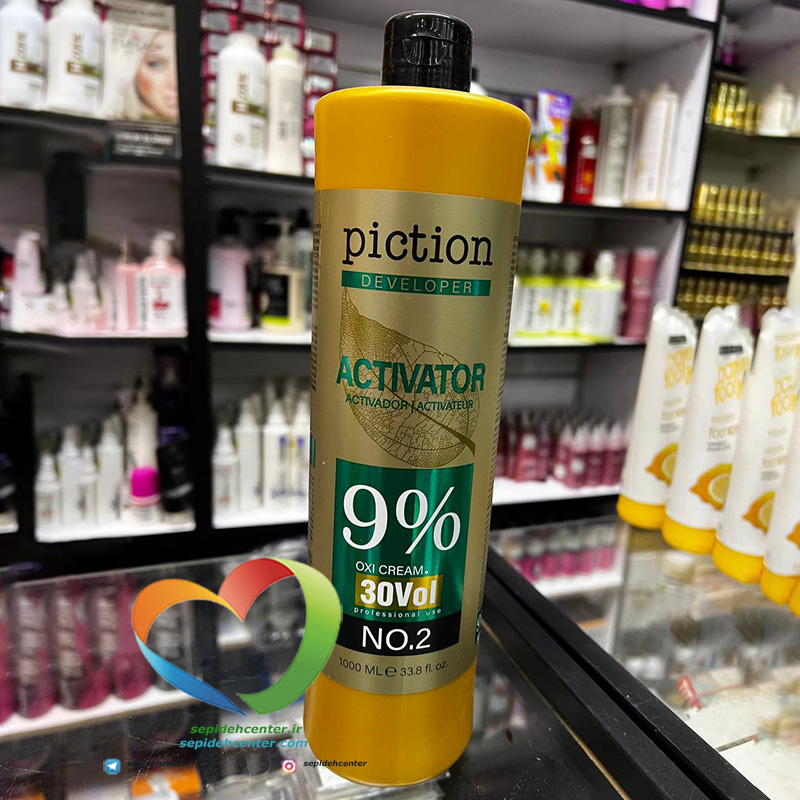 piction
DEVELOPER
ACTIVATOR
ACTIVADOR | ACTIVATEUR
9%
OXI CREAM
30Vol
professional use
NO.2
1000 ML ℮ 33.8 fl. oz.
sepidehcenter.ir
sepidehcenter.com
sepidehcenter
sepidehcenter